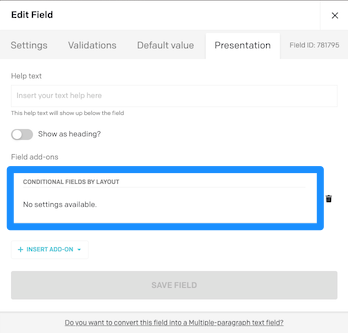 Edit Field
Settings
Validations
Default value
Presentation
Field ID: 781795
Help text
Insert your text help here
This help text will show up below the field
Show as heading?
Field add-ons
CONDITIONAL FIELDS BY LAYOUT
No settings available.
+ INSERT ADD-ON
SAVE FIELD
Do you want to convert this field into a Multiple-paragraph text field?